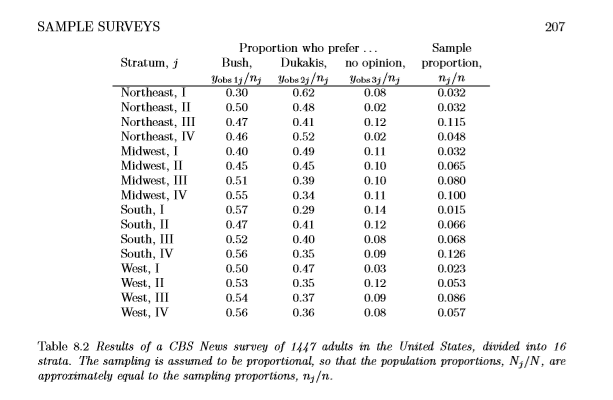 SAMPLE SURVEYS 207
Proportion who prefer ... Sample
Stratum, j Bush, Dukakis, no opinion, proportion,
y_obs 1j/n_j y_obs 2j/n_j y_obs 3j/n_j n_j/n
Northeast, I 0.30 0.62 0.08 0.032
Northeast, II 0.50 0.48 0.02 0.032
Northeast, III 0.47 0.41 0.12 0.115
Northeast, IV 0.46 0.52 0.02 0.048
Midwest, I 0.40 0.49 0.11 0.032
Midwest, II 0.45 0.45 0.10 0.065
Midwest, III 0.51 0.39 0.10 0.080
Midwest, IV 0.55 0.34 0.11 0.100
South, I 0.57 0.29 0.14 0.015
South, II 0.47 0.41 0.12 0.066
South, III 0.52 0.40 0.08 0.068
South, IV 0.56 0.35 0.09 0.126
West, I 0.50 0.47 0.03 0.023
West, II 0.53 0.35 0.12 0.053
West, III 0.54 0.37 0.09 0.086
West, IV 0.56 0.36 0.08 0.057
Table 8.2 Results of a CBS News survey of 1447 adults in the United States, divided into 16
strata. The sampling is assumed to be proportional, so that the population proportions, N_j/N, are
approximately equal to the sampling proportions, n_j/n.